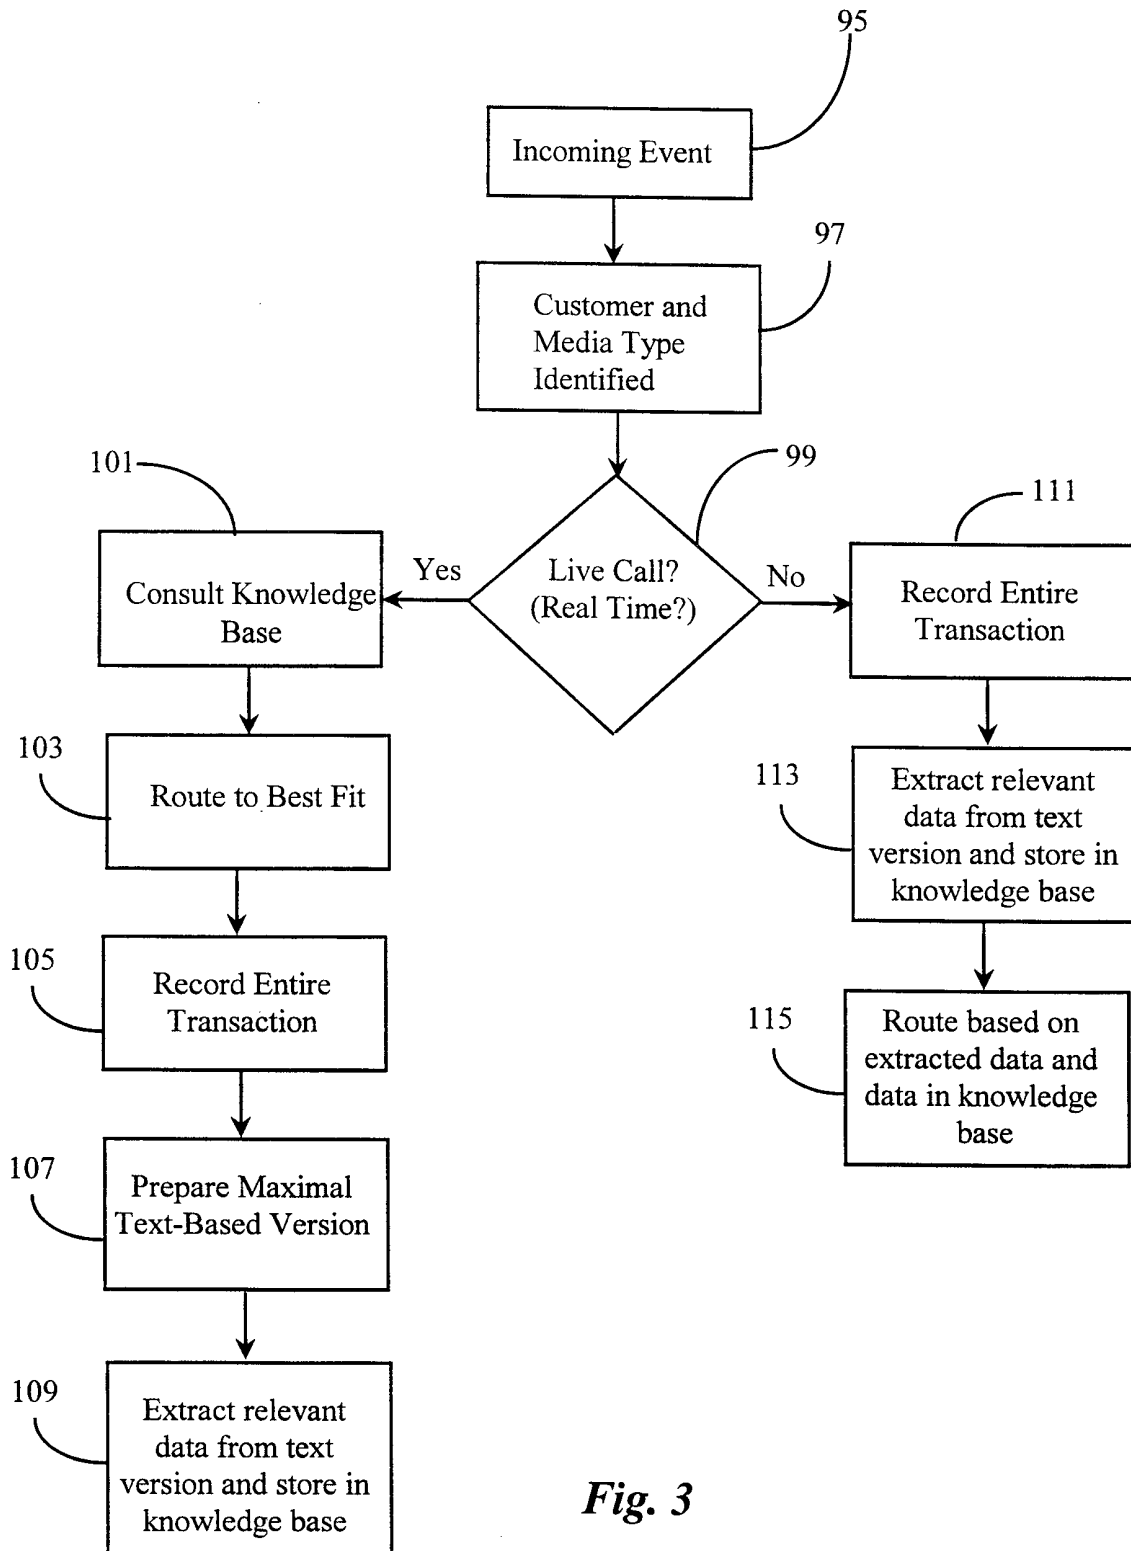 95
Incoming Event
97
Customer and
Media Type
Identified
99
Live Call?
(Real Time?)
Yes
No
101
Consult Knowledge
Base
103
Route to Best Fit
105
Record Entire
Transaction
107
Prepare Maximal
Text-Based Version
109
Extract relevant
data from text
version and store in
knowledge base
111
Record Entire
Transaction
113
Extract relevant
data from text
version and store in
knowledge base
115
Route based on
extracted data and
data in knowledge
base
Fig. 3